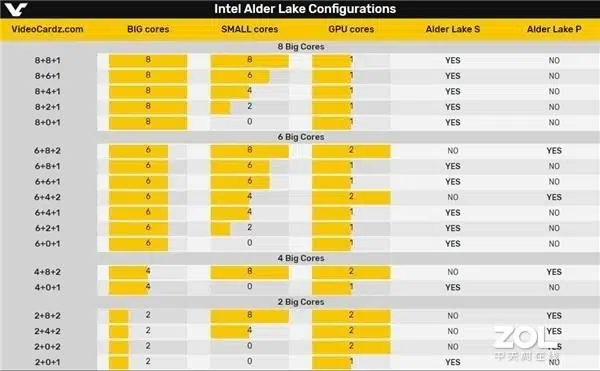 Intel Alder Lake Configurations
VideoCardz.com BIG cores SMALL cores GPU cores Alder Lake S Alder Lake P
8 Big Cores
8+8+1 8 8 1 YES NO
8+6+1 8 6 1 YES NO
8+4+1 8 4 1 YES NO
8+2+1 8 2 1 YES NO
8+0+1 8 0 1 YES NO
6 Big Cores
6+8+2 6 8 2 NO YES
6+8+1 6 6 1 YES NO
6+6+1 6 6 1 YES NO
6+4+2 6 4 2 NO YES
6+4+1 6 4 1 YES NO
6+2+1 6 2 1 YES NO
6+0+1 6 0 1 YES NO
4 Big Cores
4+8+2 4 8 2 NO YES
4+0+1 4 0 1 YES NO
2 Big Cores
2+8+2 2 8 2 NO YES
2+4+2 2 4 2 NO YES
2+0+2 2 0 2 NO YES
2+0+1 2 0 1 YES NO
ZOL
中关村在线